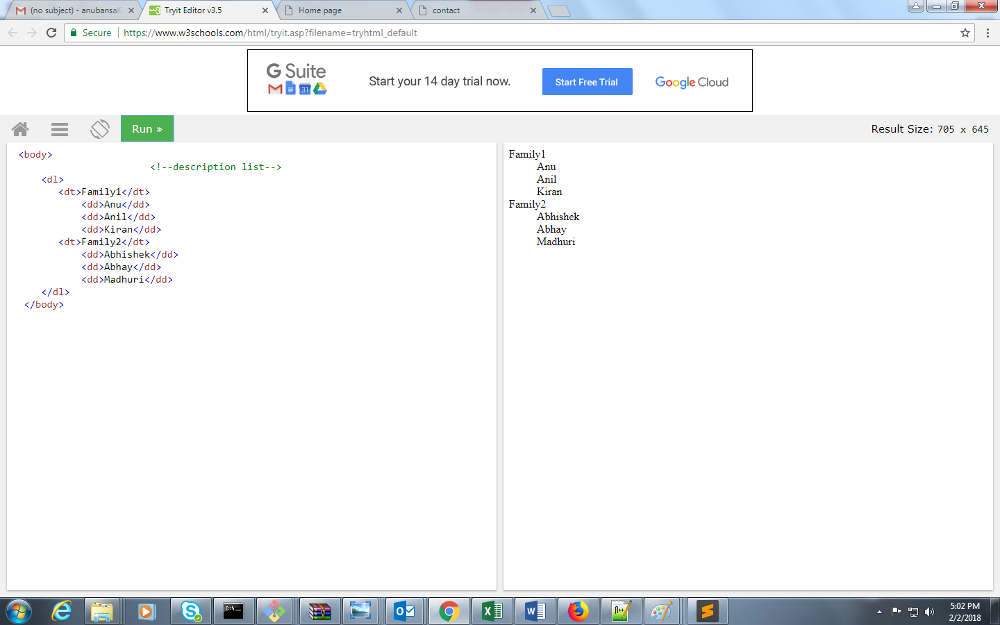 (no subject) - anubansal
Tryit Editor v3.5
Home page
contact
Secure
https://www.w3schools.com/html/tryit.asp?filename=tryhtml_default
G Suite
31
Start your 14 day trial now.
Start Free Trial
Google Cloud
Run »
Result Size: 705 x 645
<body>
<!--description list-->
<dl>
<dt>Family1</dt>
<dd>Anu</dd>
<dd>Anil</dd>
<dd>Kiran</dd>
<dt>Family2</dt>
<dd>Abhishek</dd>
<dd>Abhay</dd>
<dd>Madhuri</dd>
</dl>
</body>
Family1
Anu
Anil
Kiran
Family2
Abhishek
Abhay
Madhuri
5:02 PM
2/2/2018